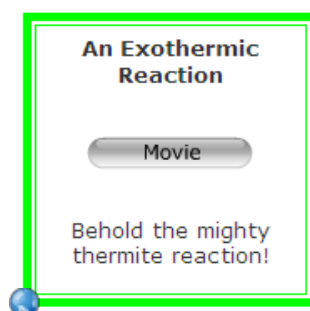 An Exothermic
Reaction
Movie
Behold the mighty
thermite reaction!